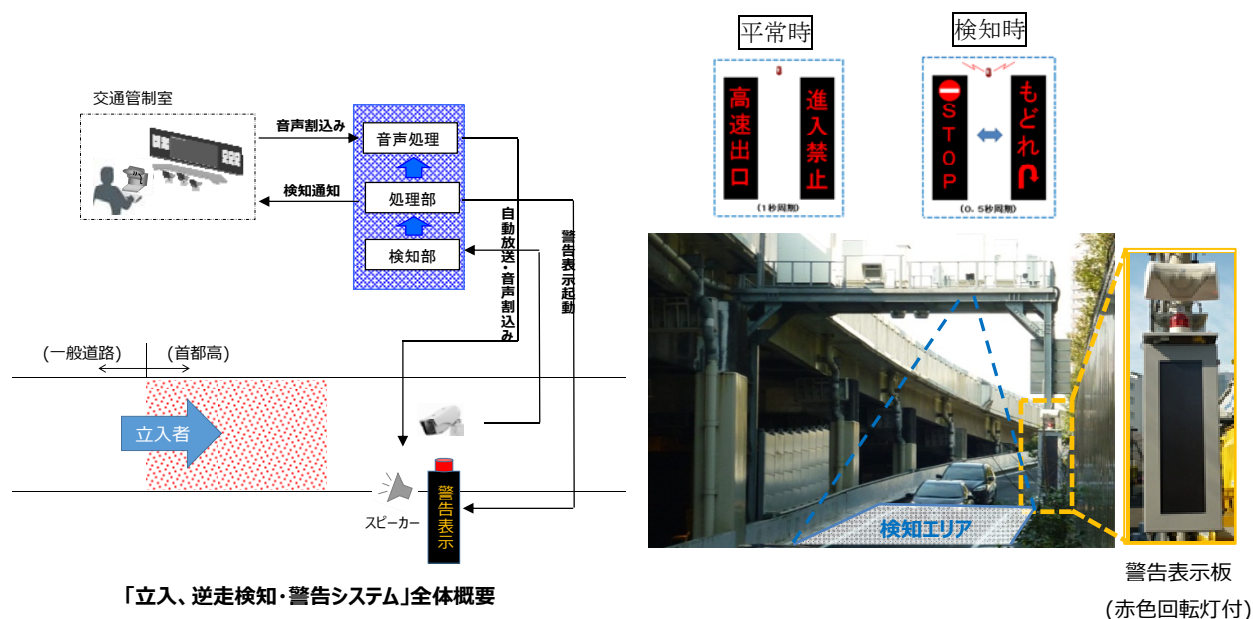 交通管制室
音声割込み
検知通知
音声処理
処理部
検知部
自動放送・音声割込み
警告表示起動
(一般道路)
(首都高)
立入者
スピーカー
警告表示
「立入、逆走検知・警告システム」全体概要
平常時
検知時
高速出口
進入禁止
(1秒周期)
STOP
もどれ
(0.5秒周期)
検知エリア
警告表示板
(赤色回転灯付)